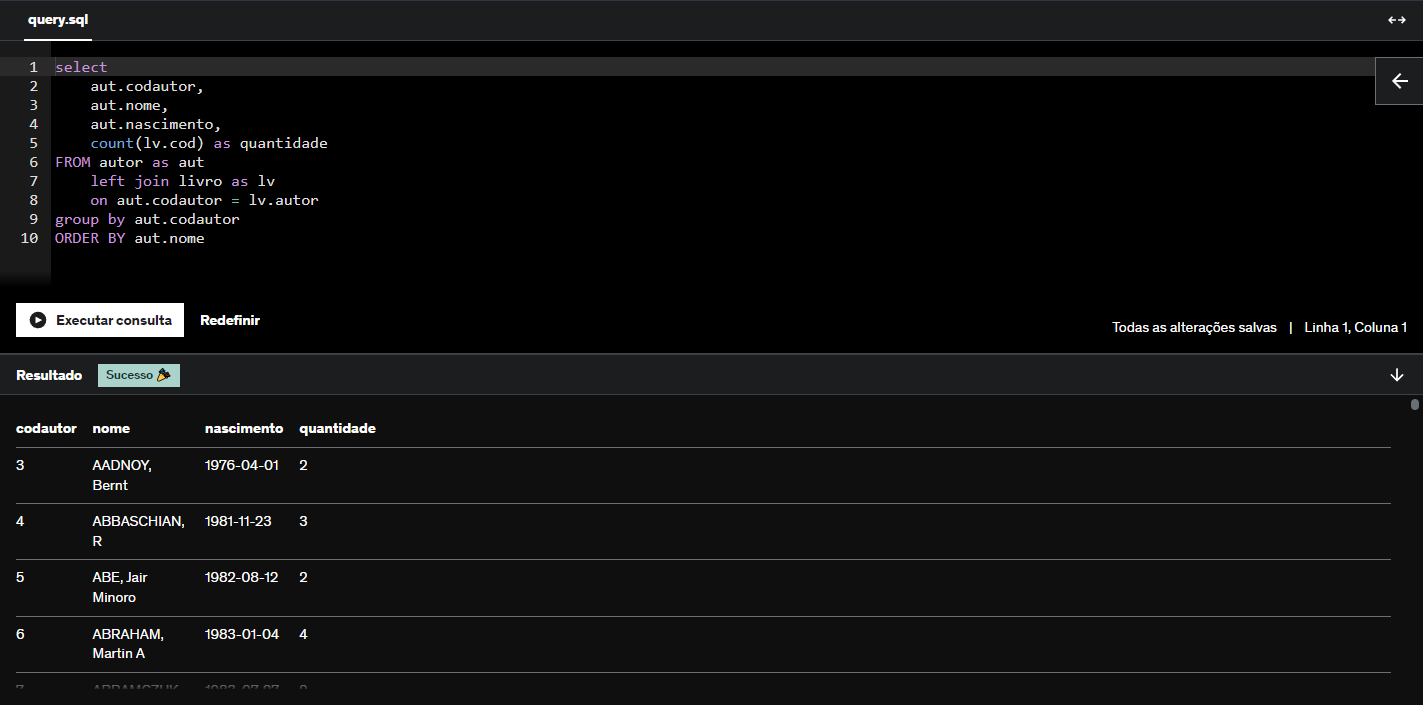 query.sql
1 select
2 aut.codautor,
3 aut.nome,
4 aut.nascimento,
5 count(lv.cod) as quantidade
6 FROM autor as aut
7 left join livro as lv
8 on aut.codautor = lv.autor
9 group by aut.codautor
10 ORDER BY aut.nome
Executar consulta Redefinir
Todas as alterações salvas | Linha 1, Coluna 1
Resultado Sucesso
codautor nome nascimento quantidade
3 AADNOY, 1976-04-01 2
Bernt
4 ABBASCHIAN, 1981-11-23 3
R
5 ABE, Jair 1982-08-12 2
Minoro
6 ABRAHAM, 1983-01-04 4
Martin A